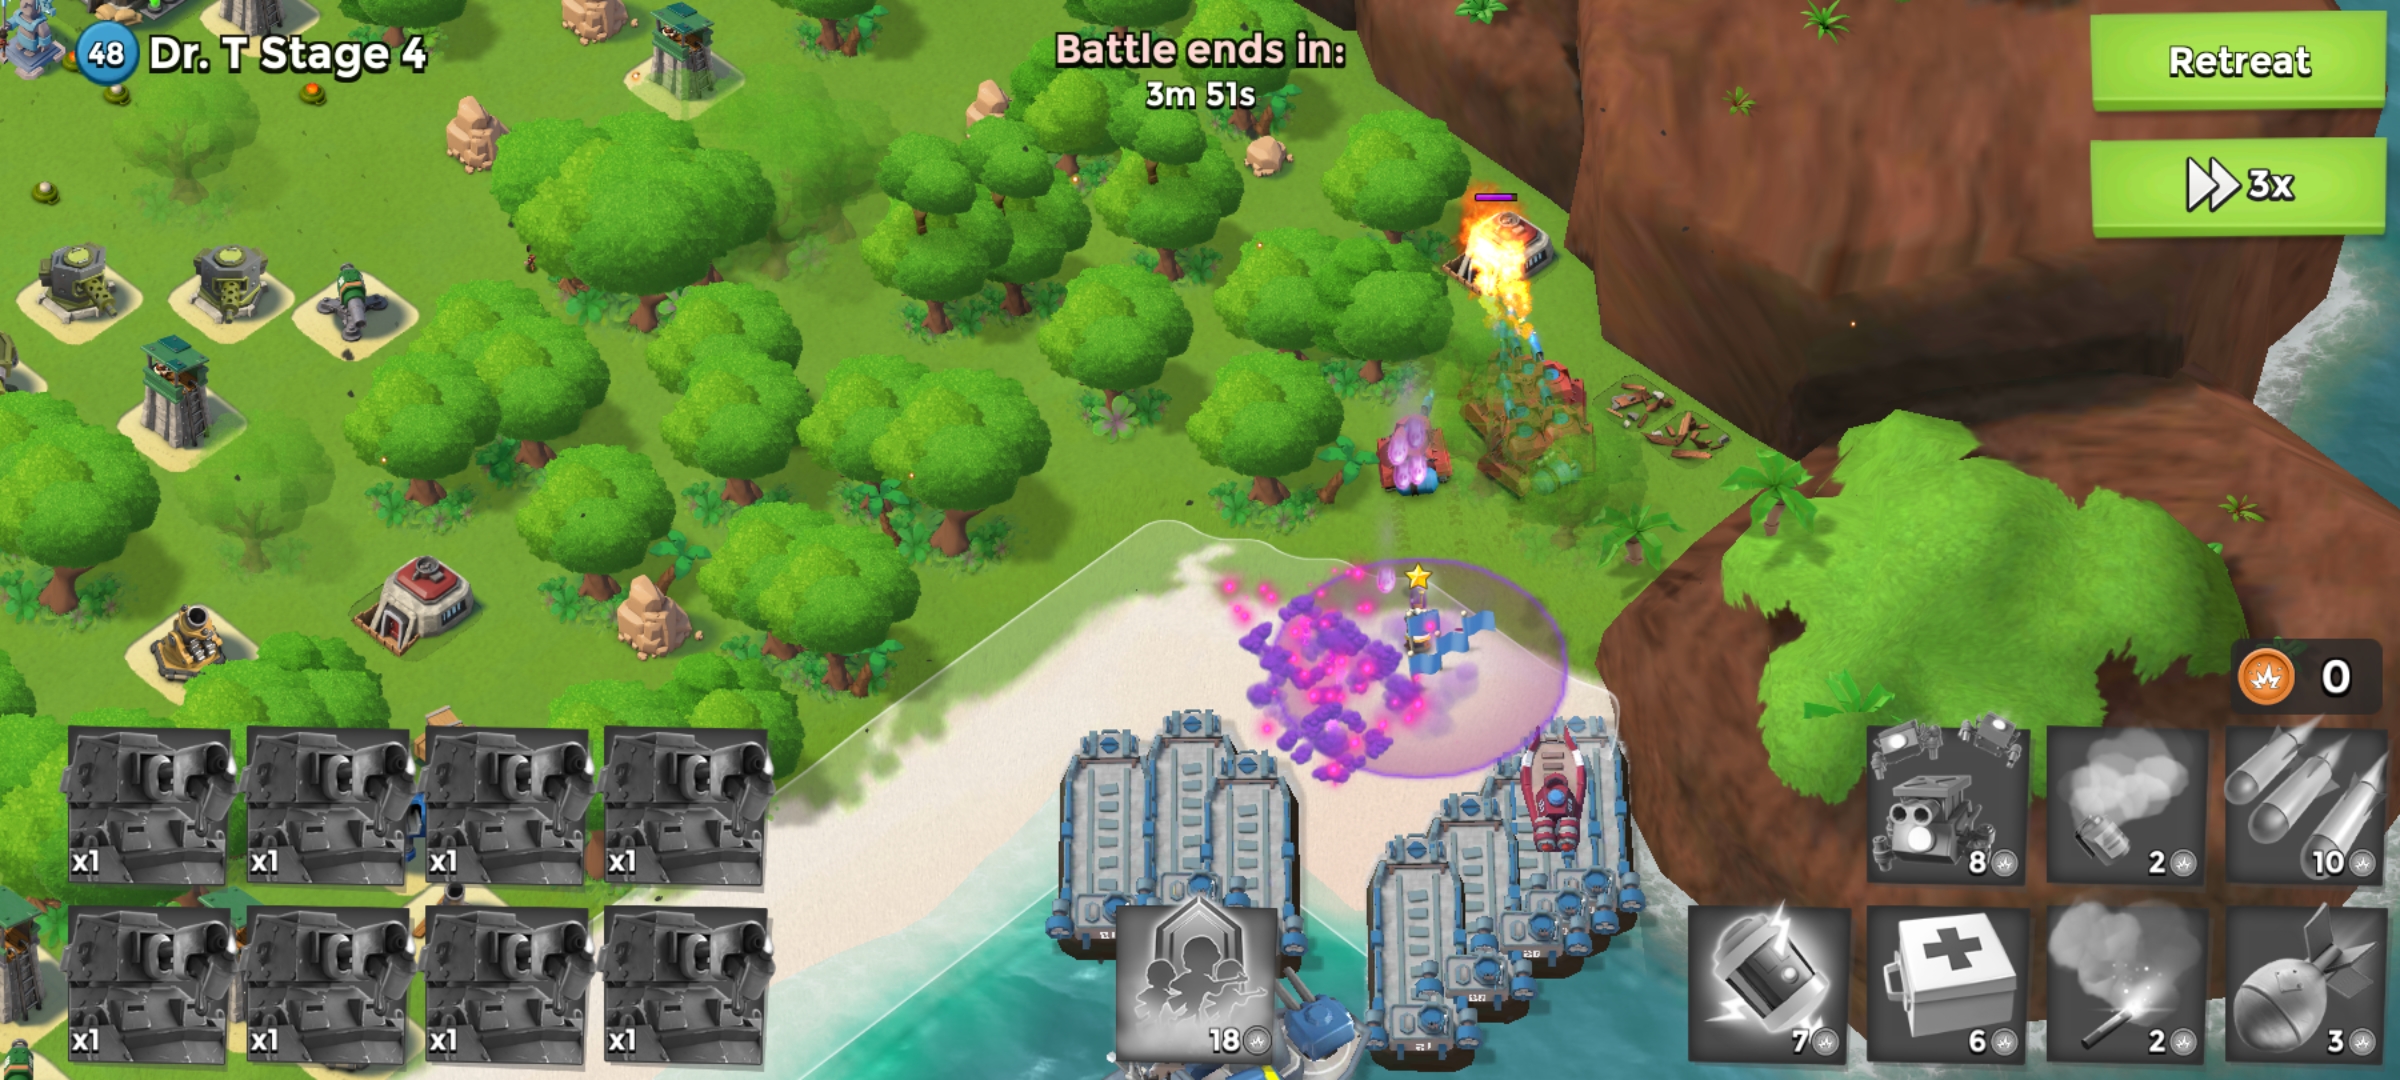 48 Dr. T Stage 4
Battle ends in:
3m 51s
Retreat
3x
0
x1 x1 x1 x1
8 2 10
x1 x1 x1 x1
18
7 6 2 3